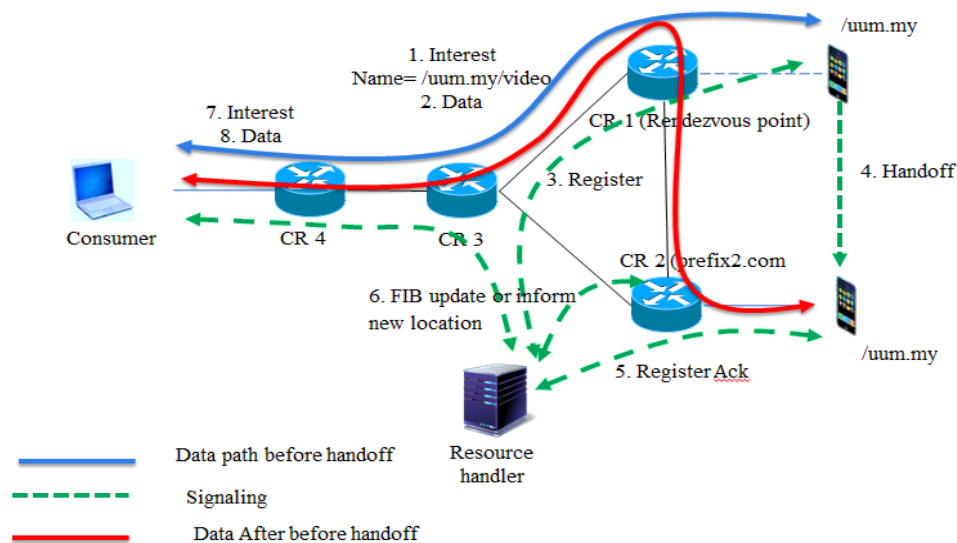 /uum.my
1. Interest
Name= /uum.my/video
2. Data
7. Interest
8. Data
CR 1 (Rendezvous point)
3. Register
4. Handoff
Consumer
CR 4
CR 3
CR 2 (prefix2.com
6. FIB update or inform
new location
/uum.my
5. Register Ack
Resource
handler
Data path before handoff
Signaling
Data After before handoff